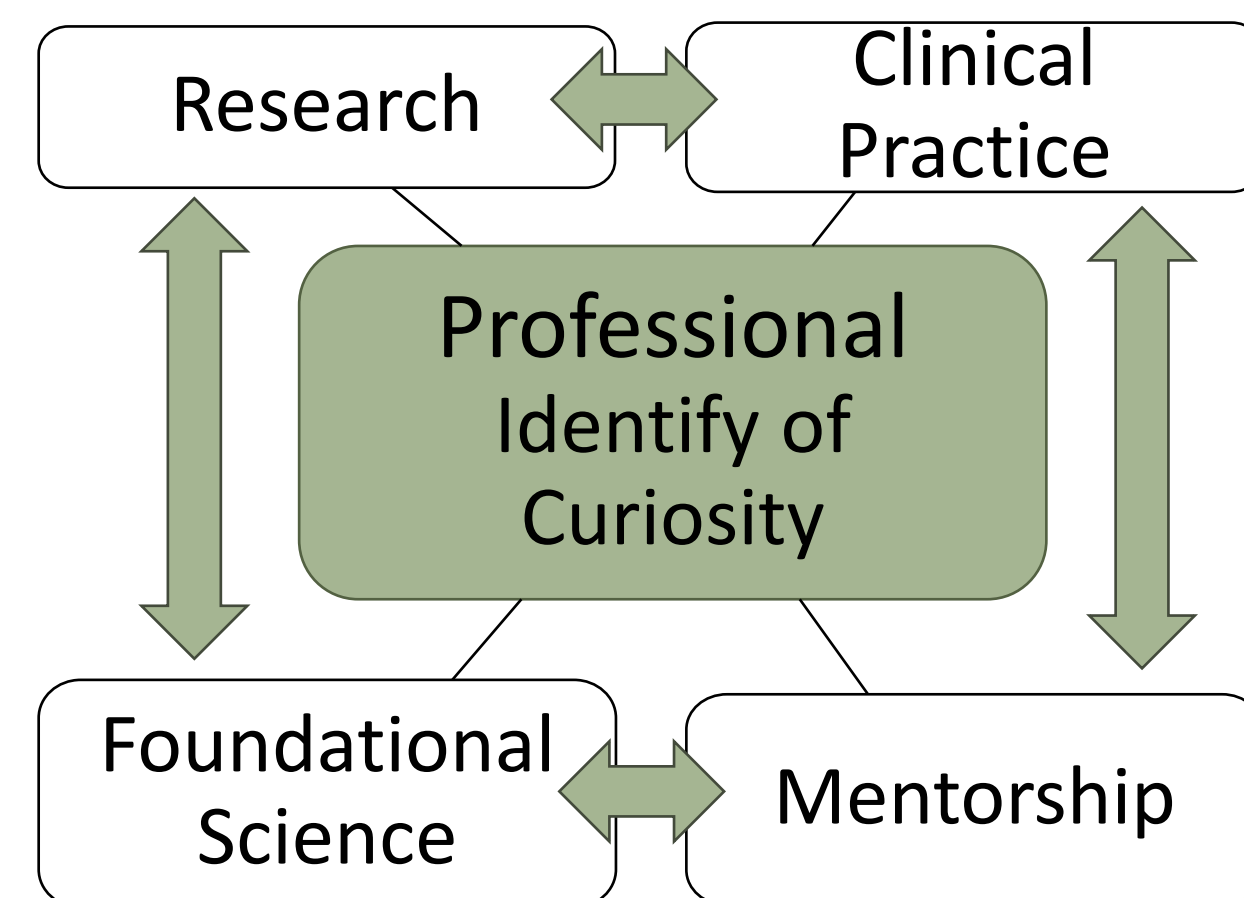 Research
Clinical
Practice
Professional
Identify of
Curiosity
Foundational
Science
Mentorship